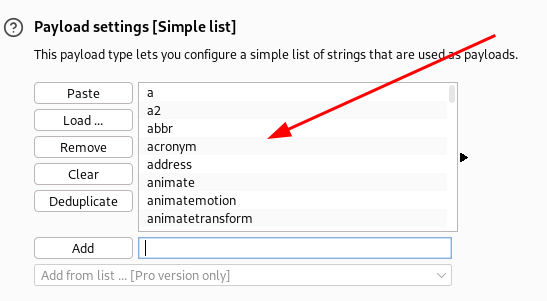 Payload settings [Simple list]
This payload type lets you configure a simple list of strings that are used as payloads.
Paste
Load ...
Remove
Clear
Deduplicate
a
a2
abbr
acronym
address
animate
animatemotion
animatetransform
Add
Add from list ... [Pro version only]